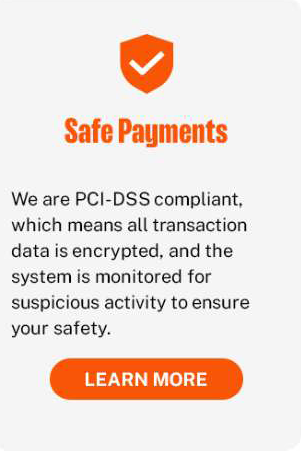 Safe Payments
We are PCI-DSS compliant,
which means all transaction
data is encrypted, and the
system is monitored for
suspicious activity to ensure
your safety.
LEARN MORE